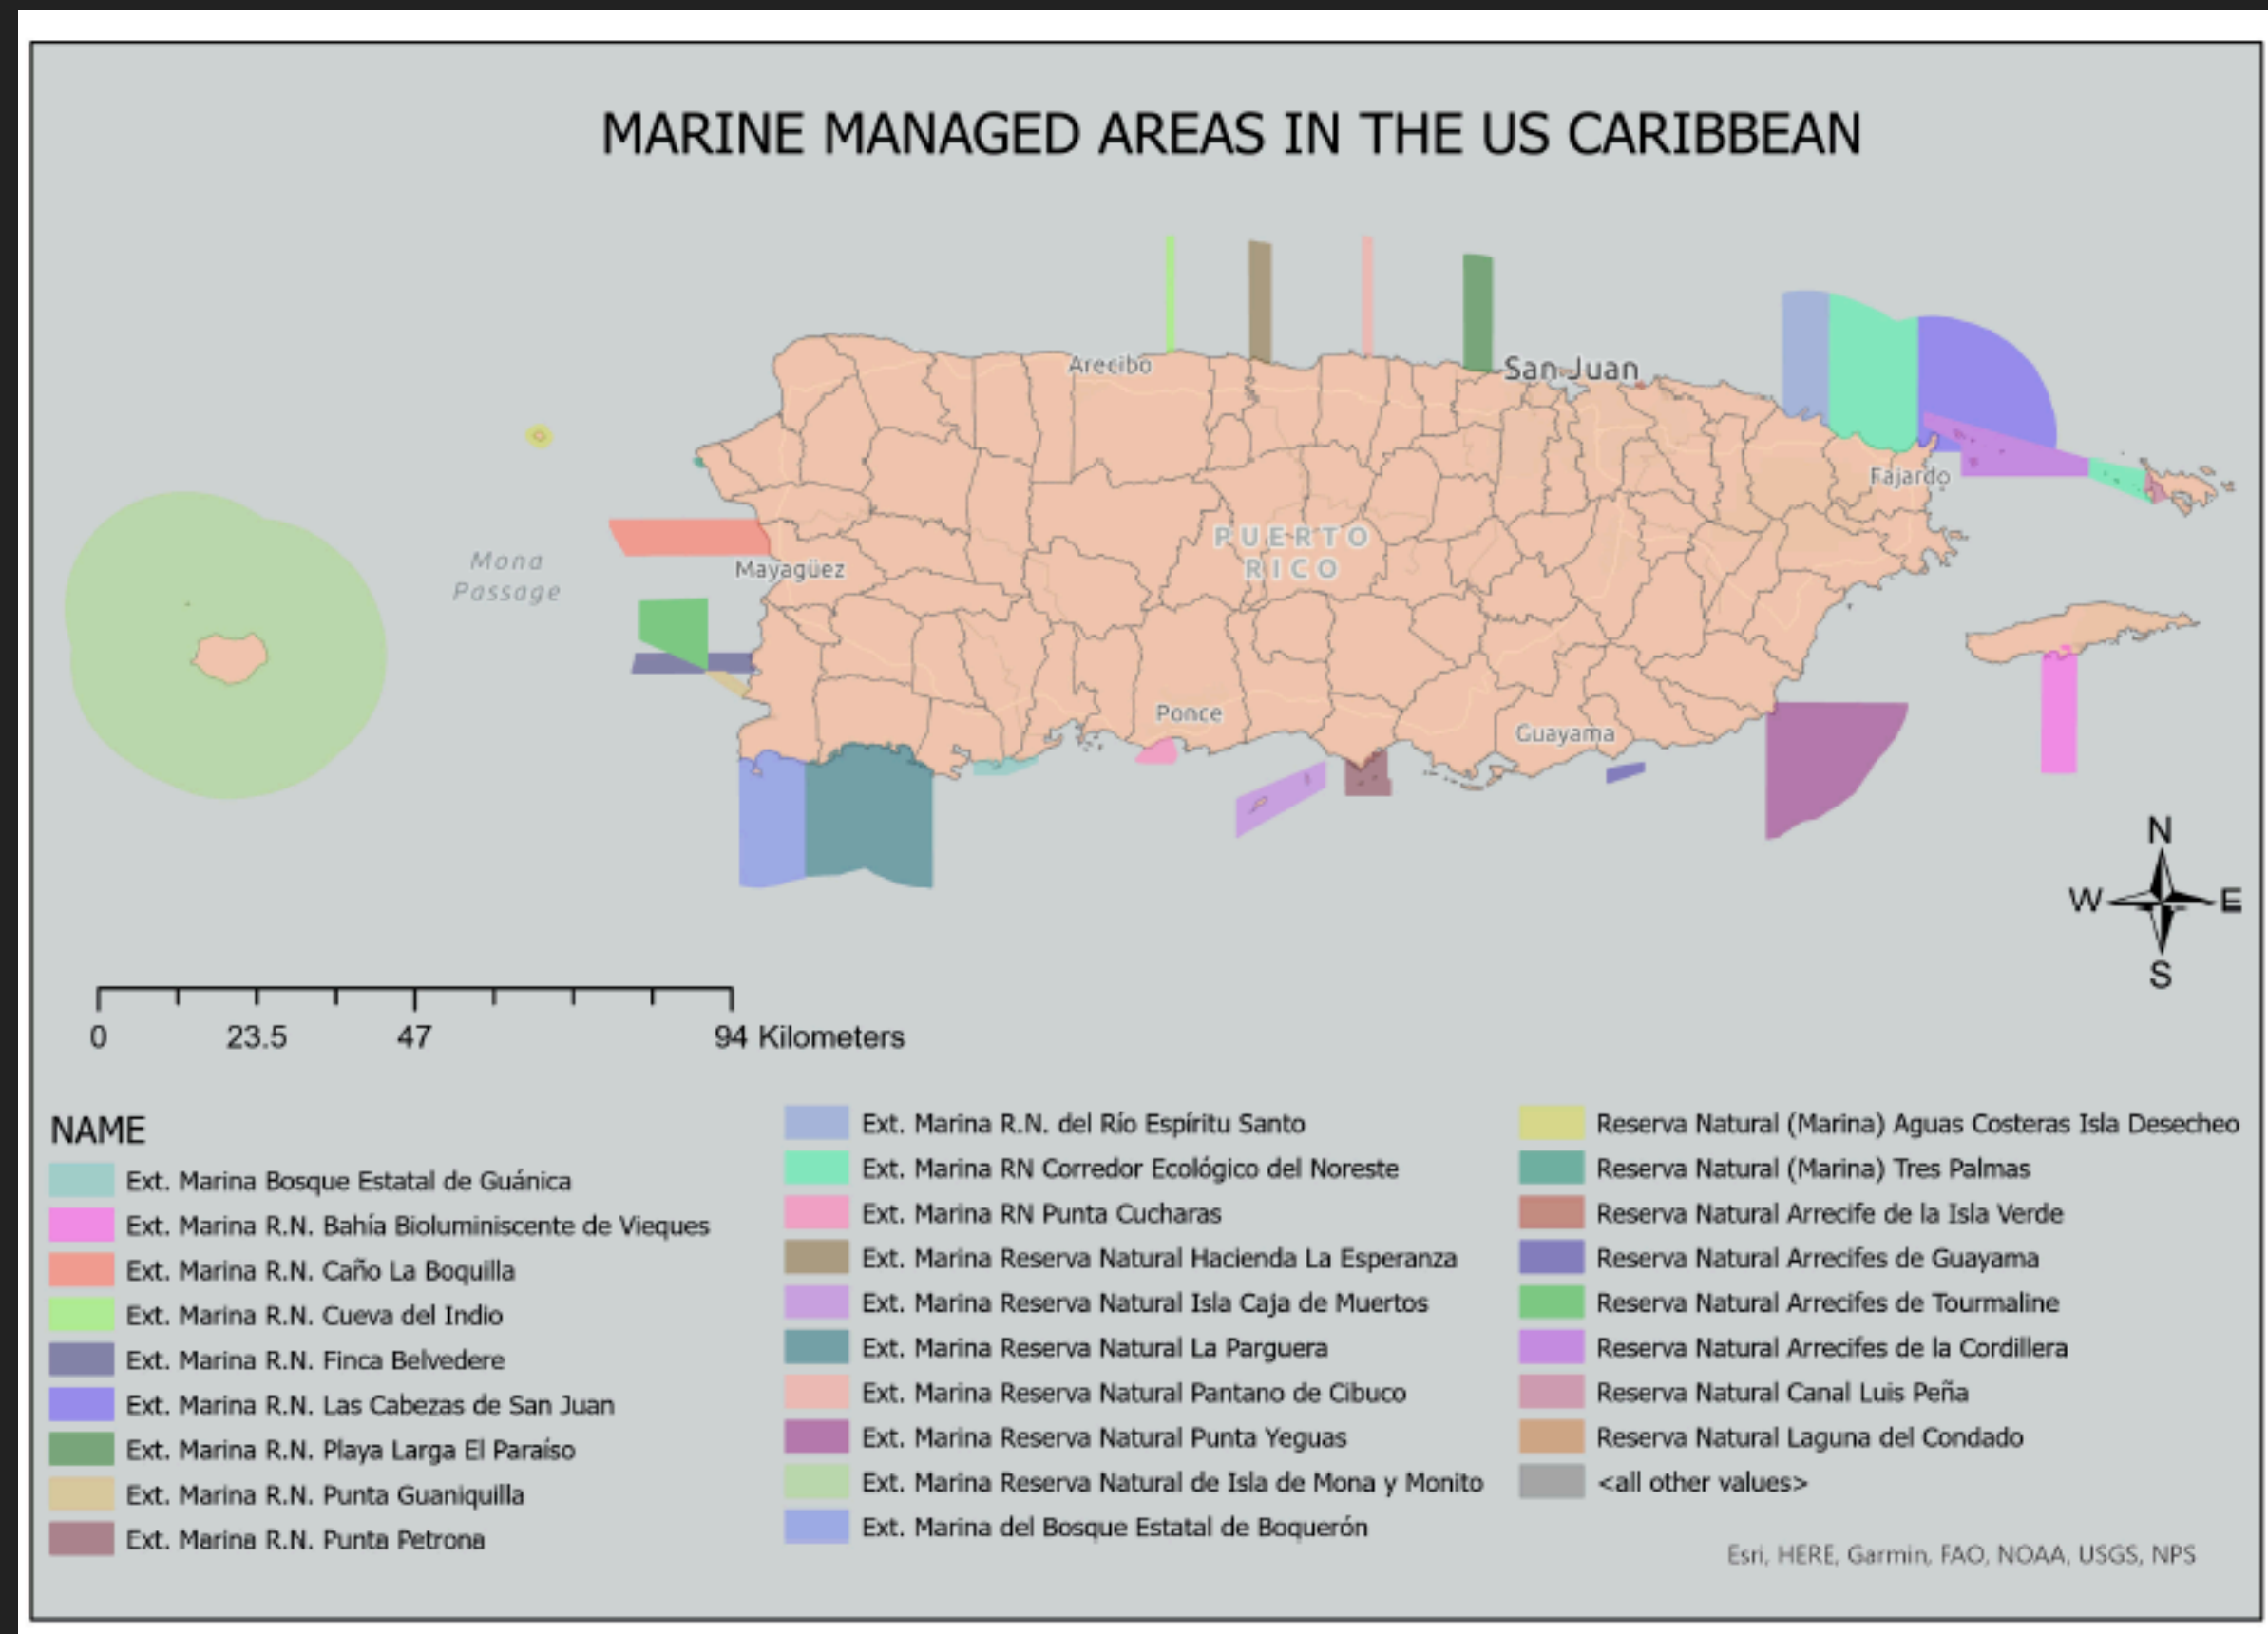 MARINE MANAGED AREAS IN THE US CARIBBEAN
Arecibo
San Juan
Fajardo
PUERTO
RICO
Mona
Passage
Mayagüez
Ponce
Guayama
N
W
E
S
0
23.5
47
94 Kilometers
NAME
Ext. Marina Bosque Estatal de Guánica
Ext. Marina R.N. Bahía Bioluminiscente de Vieques
Ext. Marina R.N. Caño La Boquilla
Ext. Marina R.N. Cueva del Indio
Ext. Marina R.N. Finca Belvedere
Ext. Marina R.N. Las Cabezas de San Juan
Ext. Marina R.N. Playa Larga El Paraíso
Ext. Marina R.N. Punta Guaniquilla
Ext. Marina R.N. Punta Petrona
Ext. Marina R.N. del Río Espíritu Santo
Ext. Marina RN Corredor Ecológico del Noreste
Ext. Marina RN Punta Cucharas
Ext. Marina Reserva Natural Hacienda La Esperanza
Ext. Marina Reserva Natural Isla Caja de Muertos
Ext. Marina Reserva Natural La Parguera
Ext. Marina Reserva Natural Pantano de Cibuco
Ext. Marina Reserva Natural Punta Yeguas
Ext. Marina Reserva Natural de Isla de Mona y Monito
Ext. Marina del Bosque Estatal de Boquerón
Reserva Natural (Marina) Aguas Costeras Isla Desecheo
Reserva Natural (Marina) Tres Palmas
Reserva Natural Arrecife de la Isla Verde
Reserva Natural Arrecifes de Guayama
Reserva Natural Arrecifes de Tourmaline
Reserva Natural Arrecifes de la Cordillera
Reserva Natural Canal Luis Peña
Reserva Natural Laguna del Condado
<all other values>
Esri, HERE, Garmin, FAO, NOAA, USGS, NPS